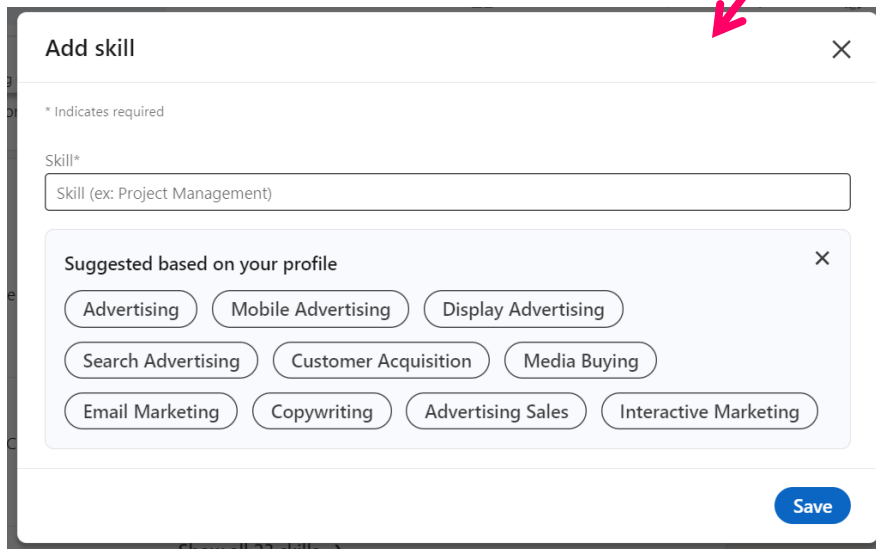 Add skill
* Indicates required
Skill*
Skill (ex: Project Management)
Suggested based on your profile
Advertising Mobile Advertising Display Advertising
Search Advertising Customer Acquisition Media Buying
Email Marketing Copywriting Advertising Sales Interactive Marketing
Save